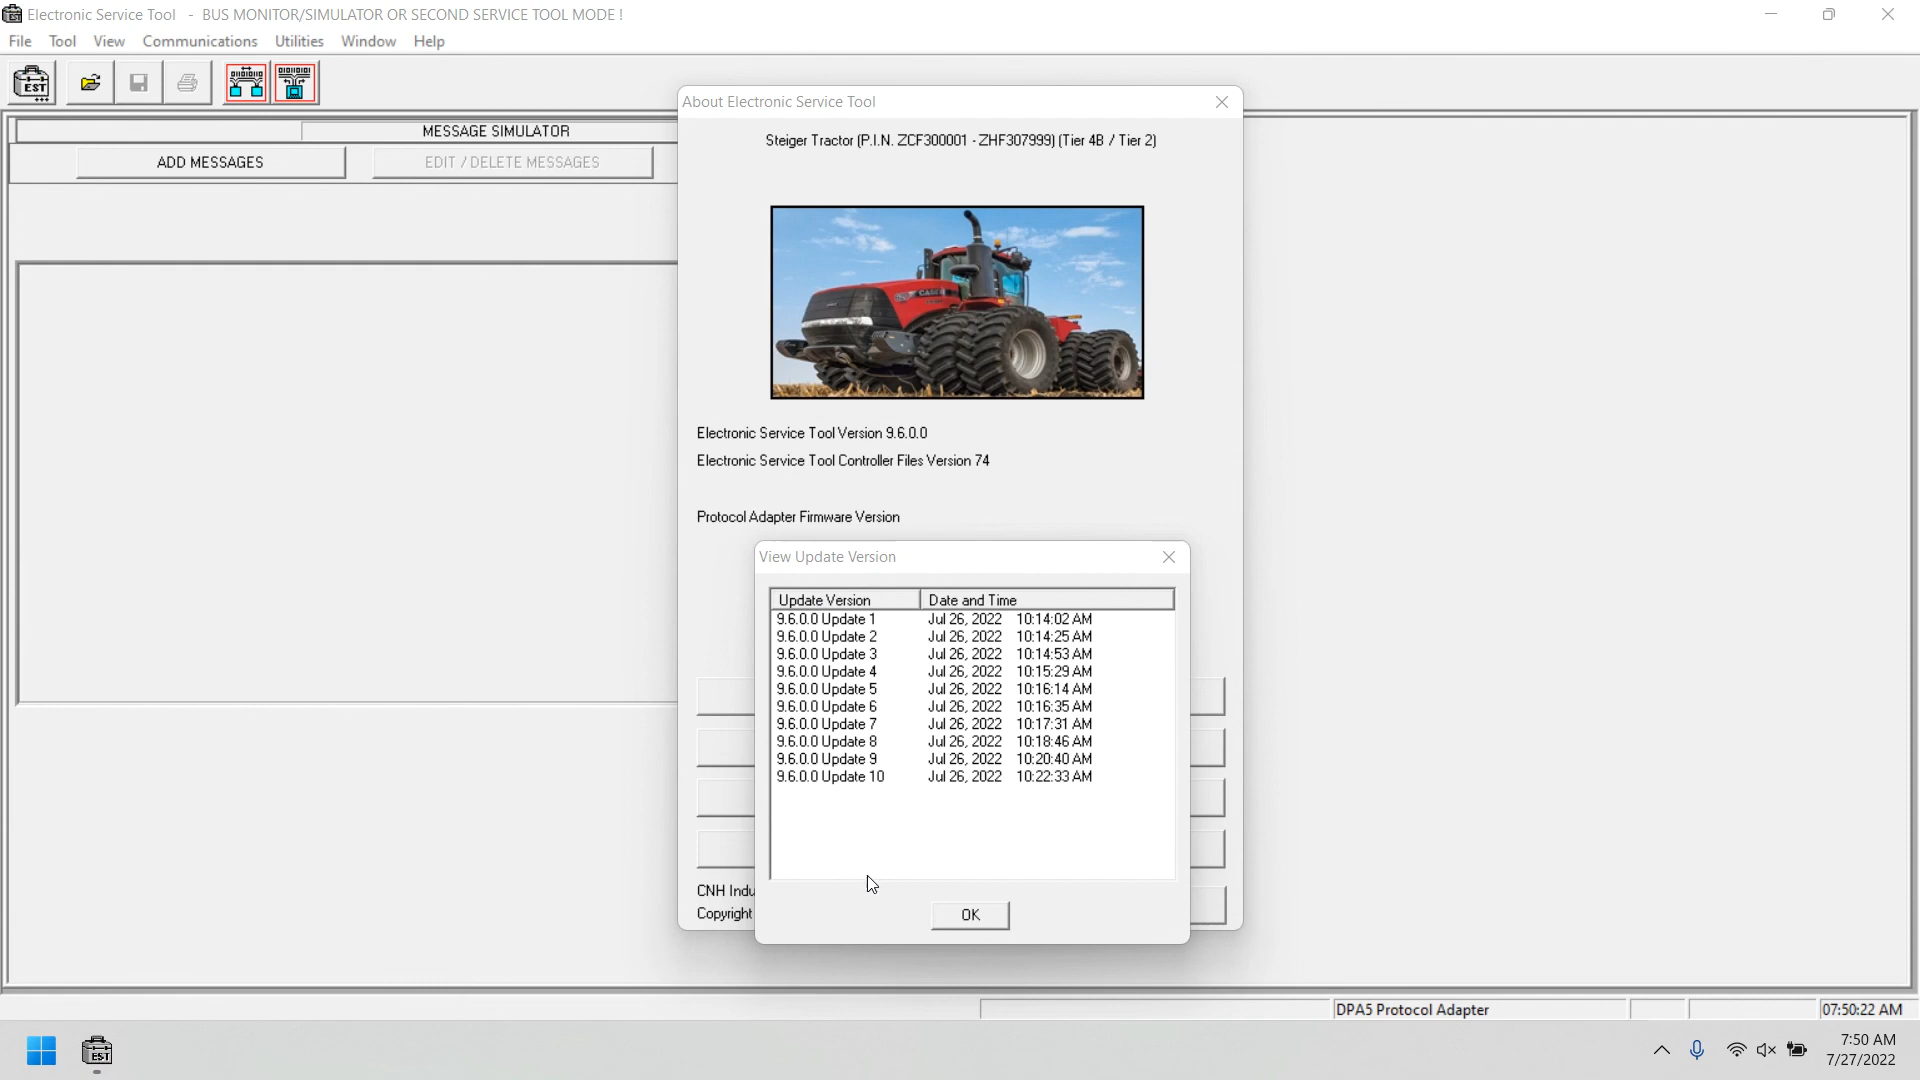 Electronic Service Tool - BUS MONITOR/SIMULATOR OR SECOND SERVICE TOOL MODE !
File Tool View Communications Utilities Window Help
EST
MESSAGE SIMULATOR
ADD MESSAGES
EDIT / DELETE MESSAGES
About Electronic Service Tool
Steiger Tractor (P.I.N. ZCF300001 - ZHF307999) (Tier 4B / Tier 2)
CASE
Electronic Service Tool Version 9.6.0.0
Electronic Service Tool Controller Files Version 74
Protocol Adapter Firmware Version
View Update Version
Update Version Date and Time
9.6.0.0 Update 1 Jul 26, 2022 10:14:02 AM
9.6.0.0 Update 2 Jul 26, 2022 10:14:25 AM
9.6.0.0 Update 3 Jul 26, 2022 10:14:53 AM
9.6.0.0 Update 4 Jul 26, 2022 10:15:29 AM
9.6.0.0 Update 5 Jul 26, 2022 10:16:14 AM
9.6.0.0 Update 6 Jul 26, 2022 10:16:35 AM
9.6.0.0 Update 7 Jul 26, 2022 10:17:31 AM
9.6.0.0 Update 8 Jul 26, 2022 10:18:46 AM
9.6.0.0 Update 9 Jul 26, 2022 10:20:40 AM
9.6.0.0 Update 10 Jul 26, 2022 10:22:33 AM
OK
CNH Indu
Copyright
DPA5 Protocol Adapter
07:50:22 AM
EST
7:50 AM
7/27/2022